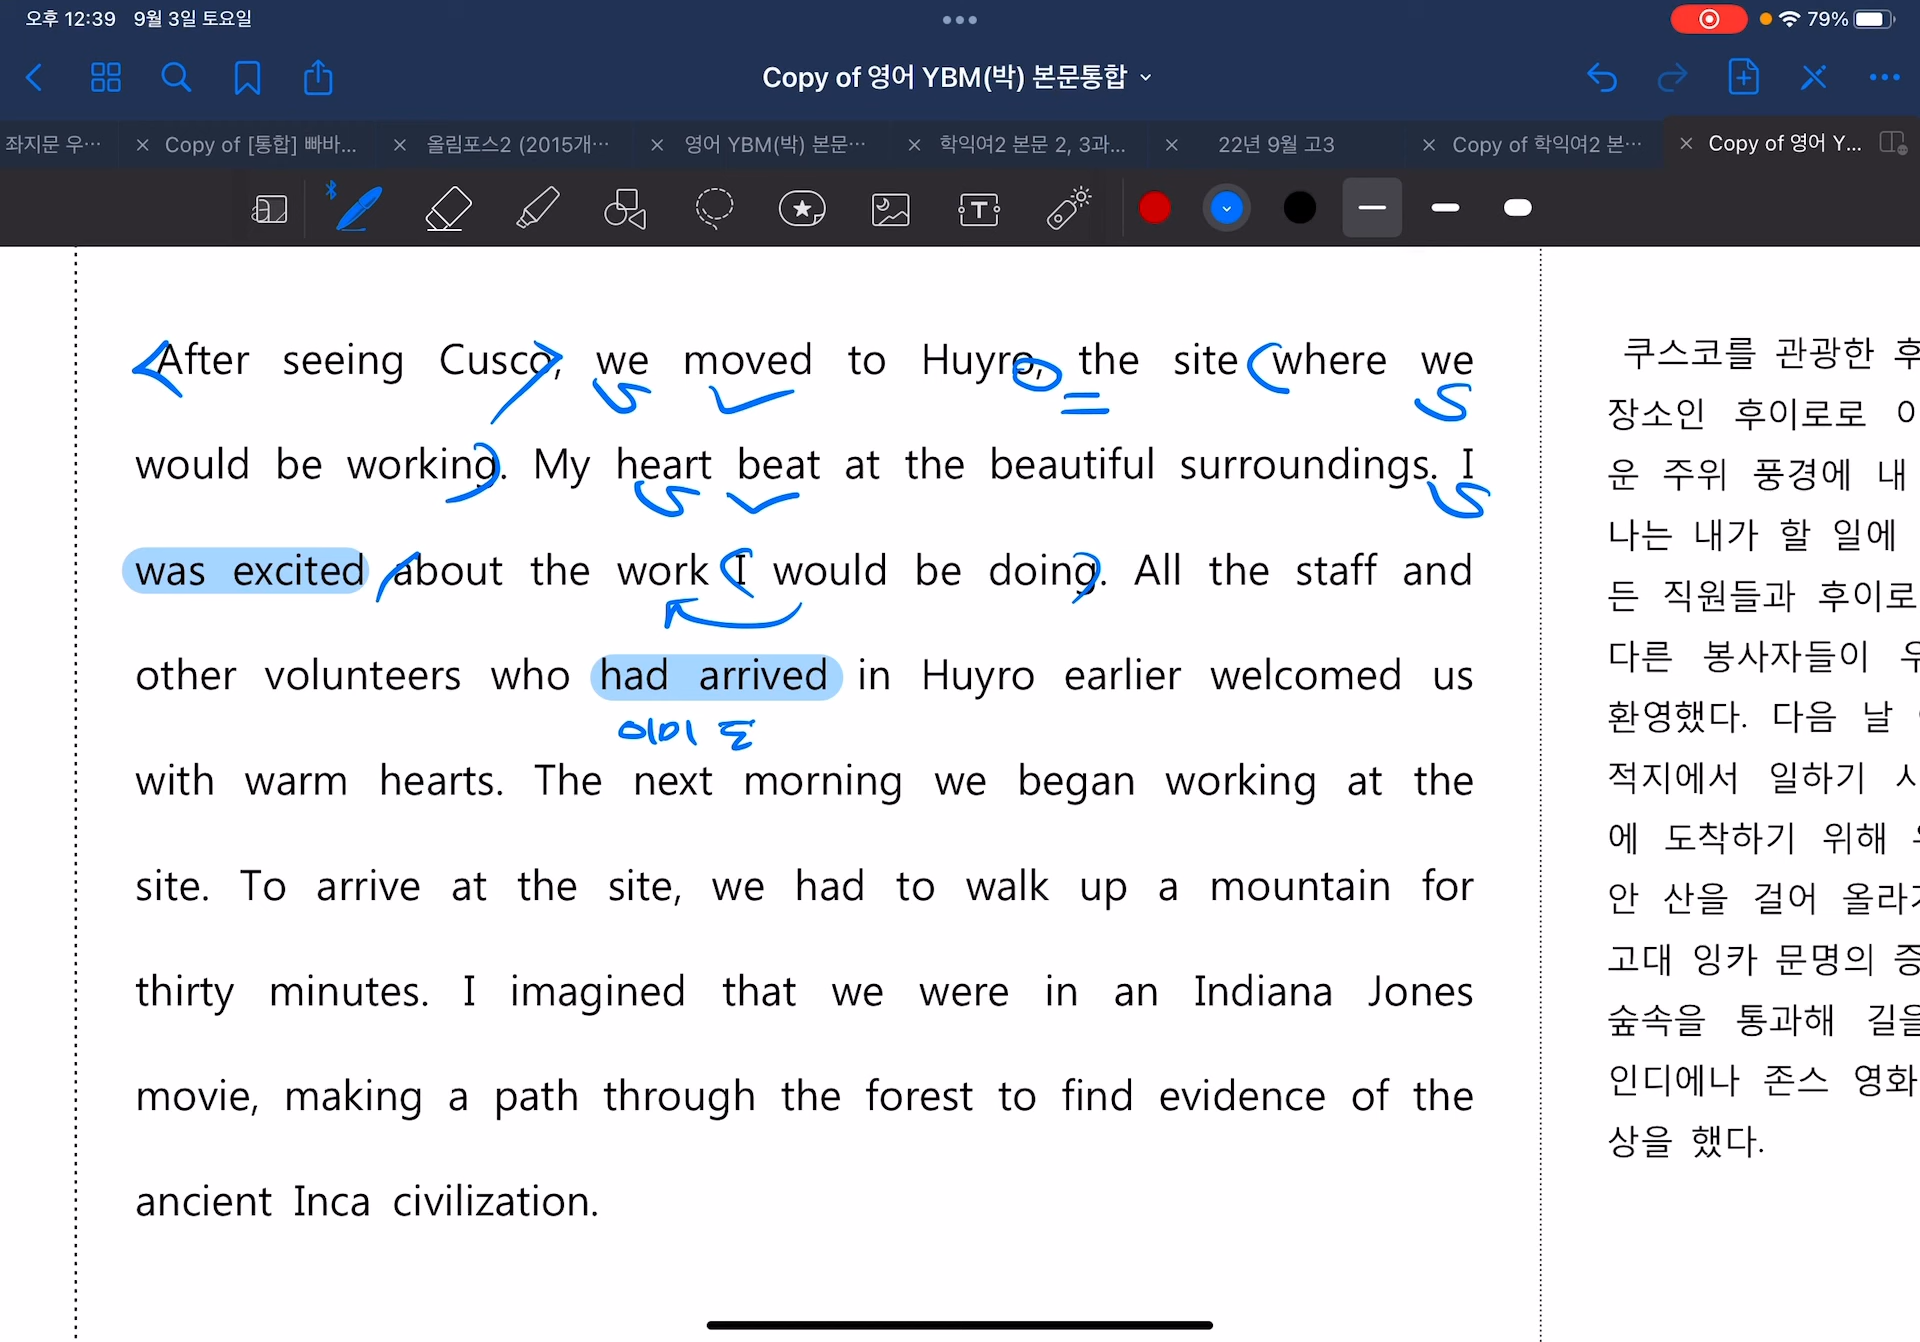 오후 12:39 9월 3일 토요일
79%
Copy of 영어 YBM(박) 본문통합
좌지문 우… Copy of [통합] 빠바… 올림포스2 (2015개… 영어 YBM(박) 본문… 학익여2 본문 2, 3과… 22년 9월 고3 Copy of 학익여2 본… Copy of 영어 Y…
After seeing Cusco, we moved to Huyro, the site where we
S S
would be working. My heart beat at the beautiful surroundings. I
S S
was excited about the work I would be doing. All the staff and
other volunteers who had arrived in Huyro earlier welcomed us
이미
with warm hearts. The next morning we began working at the
site. To arrive at the site, we had to walk up a mountain for
thirty minutes. I imagined that we were in an Indiana Jones
movie, making a path through the forest to find evidence of the
ancient Inca civilization.
쿠스코를 관광한 후
장소인 후이로로
운 주위 풍경에 내
나는 내가 할 일에
든 직원들과 후이로
다른 봉사자들이
환영했다. 다음 날
적지에서 일하기
에 도착하기 위해
안 산을 걸어
고대 잉카 문명의
숲속을 통과해 길을
인디에나 존스 영화
상을 했다.